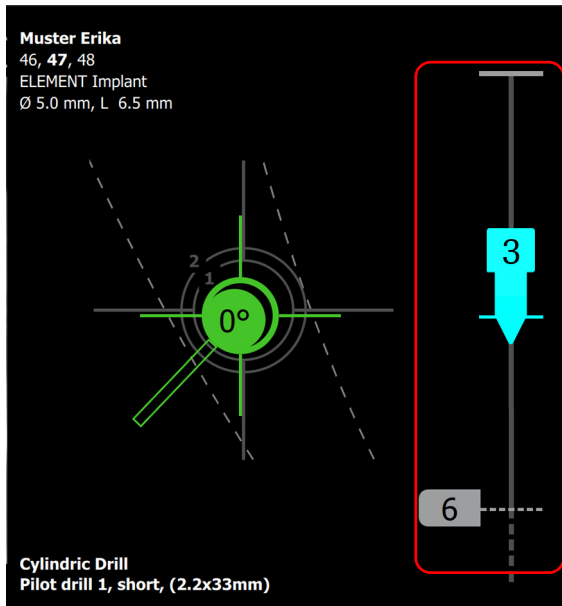 Muster Erika
46, 47, 48
ELEMENT Implant
Ø 5.0 mm, L 6.5 mm
3
2
1
0°
6
Cylindric Drill
Pilot drill 1, short, (2.2x33mm)